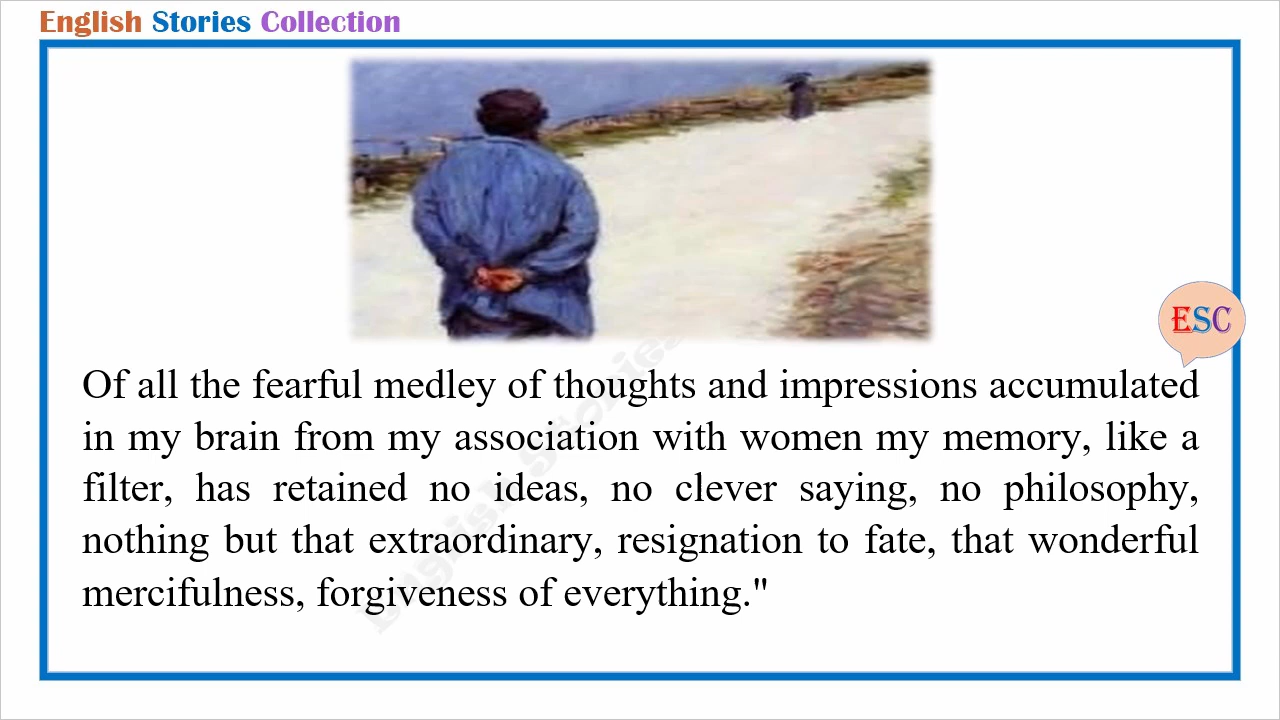 English Stories Collection
ESC
Of all the fearful medley of thoughts and impressions accumulated
in my brain from my association with women my memory, like a
filter, has retained no ideas, no clever saying, no philosophy,
nothing but that extraordinary, resignation to fate, that wonderful
mercifulness, forgiveness of everything."
English Stories